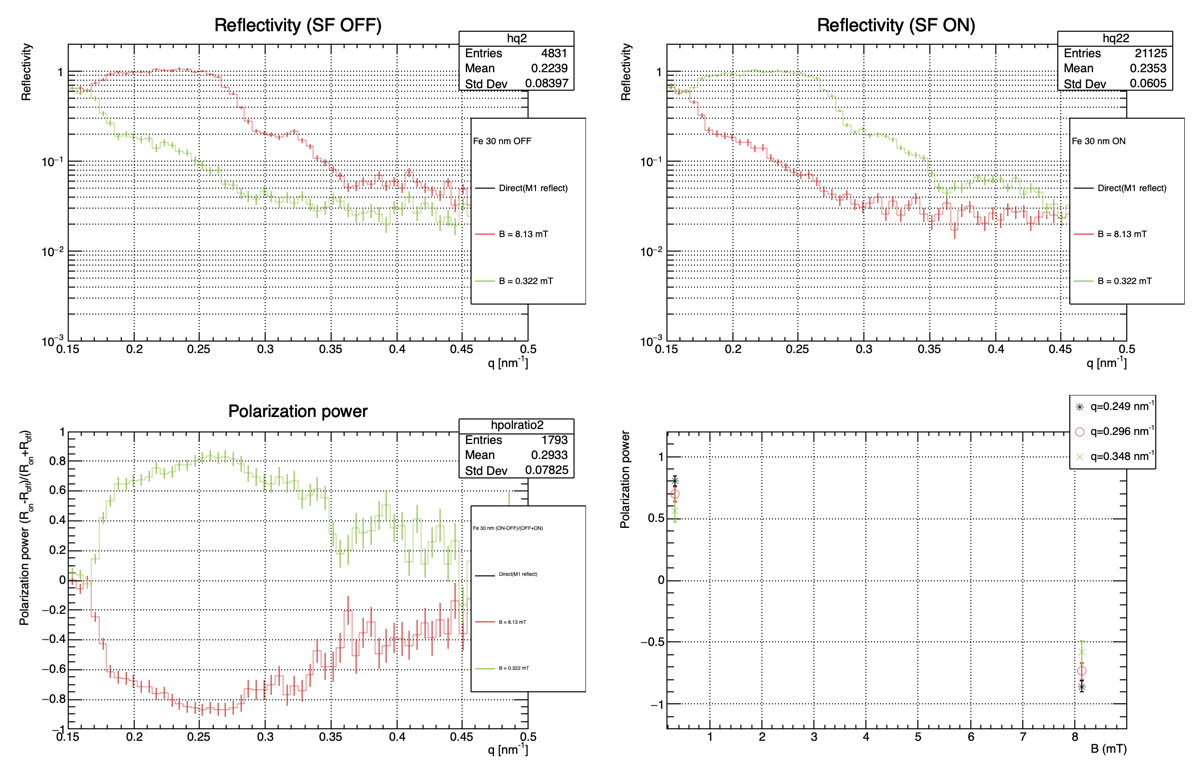 Reflectivity (SF OFF)
hq2
Entries 4831
Mean 0.2239
Std Dev 0.08397
Reflectivity
1
10⁻¹
10⁻²
10⁻³
Fe 30 nm OFF
Direct(M1 reflect)
B = 8.13 mT
B = 0.322 mT
0.15 0.2 0.25 0.3 0.35 0.4 0.45 0.5
q [nm⁻¹]
Reflectivity (SF ON)
hq22
Entries 21125
Mean 0.2353
Std Dev 0.0605
Reflectivity
1
10⁻¹
10⁻²
10⁻³
Fe 30 nm ON
Direct(M1 reflect)
B = 8.13 mT
B = 0.322 mT
0.15 0.2 0.25 0.3 0.35 0.4 0.45 0.5
q [nm⁻¹]
Polarization power
hpolratio2
Entries 1793
Mean 0.2933
Std Dev 0.07825
Polarization power (R_on-R_off)/(R_on+R_off)
1
0.8
0.6
0.4
0.2
0
−0.2
−0.4
−0.6
−0.8
−1
Fe 30 nm (ON-OFF)/(OFF+ON)
Direct(M1 reflect)
B = 8.13 mT
B = 0.322 mT
0.15 0.2 0.25 0.3 0.35 0.4 0.45 0.5
q [nm⁻¹]
q=0.249 nm⁻¹
q=0.296 nm⁻¹
q=0.348 nm⁻¹
Polarization power
1
0.5
0
−0.5
−1
1 2 3 4 5 6 7 8
B (mT)